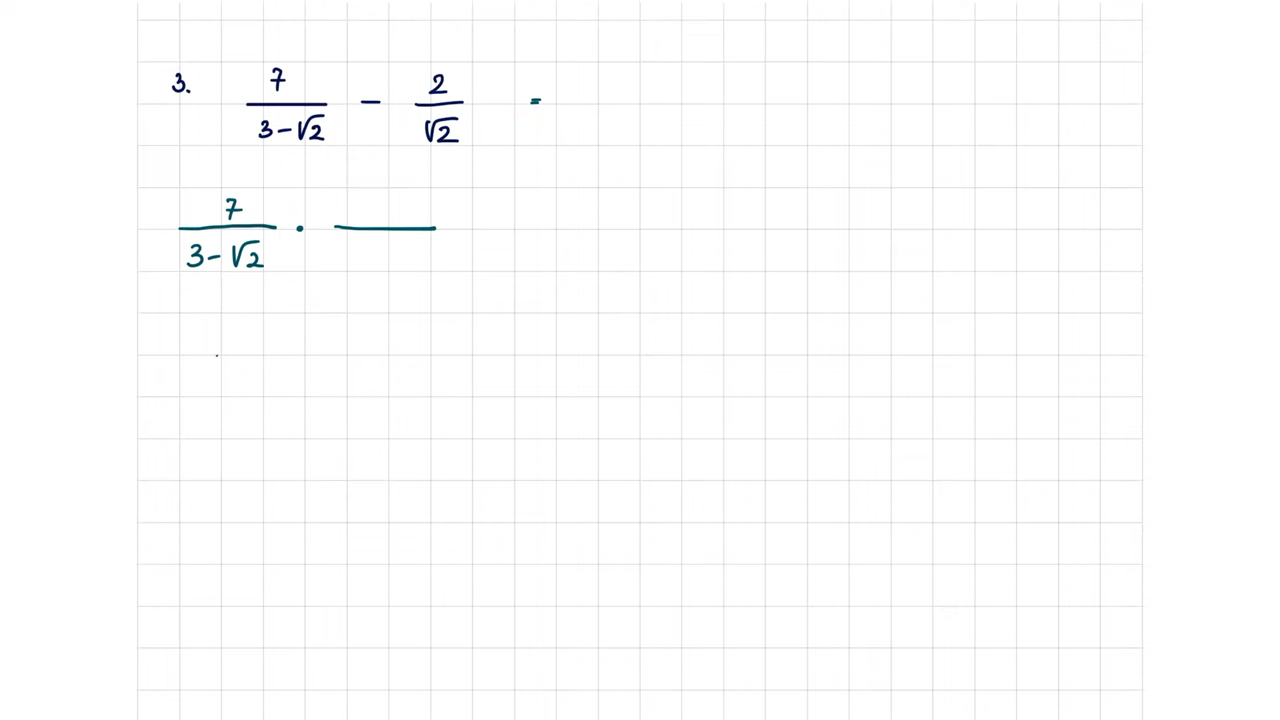 3. 7/(3-√2) - 2/√2 =
7/(3-√2) ·